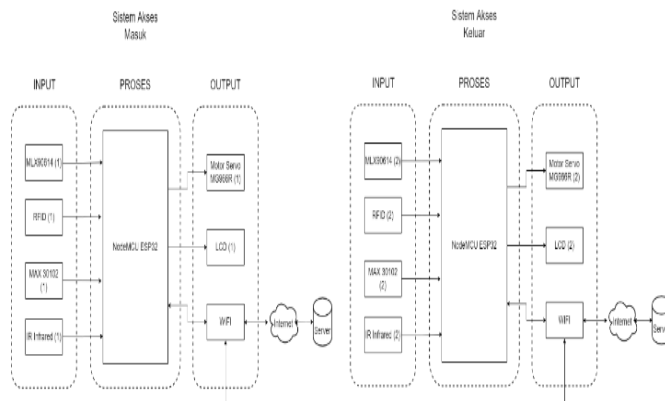 Sistem Akses
Masuk
INPUT
PROSES
OUTPUT
MLX90614 (1)
RFID (1)
MAX 30102
(1)
IR Infrared (1)
NodeMCU ESP32
Motor Servo
MG996R (1)
LCD (1)
WIFI
Internet
Server
Sistem Akses
Keluar
INPUT
PROSES
OUTPUT
MLX90614 (2)
RFID (2)
MAX 30102
(2)
IR Infrared (2)
NodeMCU ESP32
Motor Servo
MG996R (2)
LCD (2)
WIFI
Internet
Serve